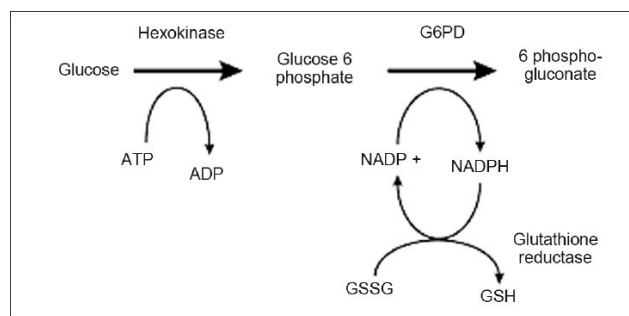 Hexokinase
G6PD
Glucose
Glucose 6
phosphate
6 phospho-
gluconate
ATP
ADP
NADP +
NADPH
Glutathione
reductase
GSSG
GSH